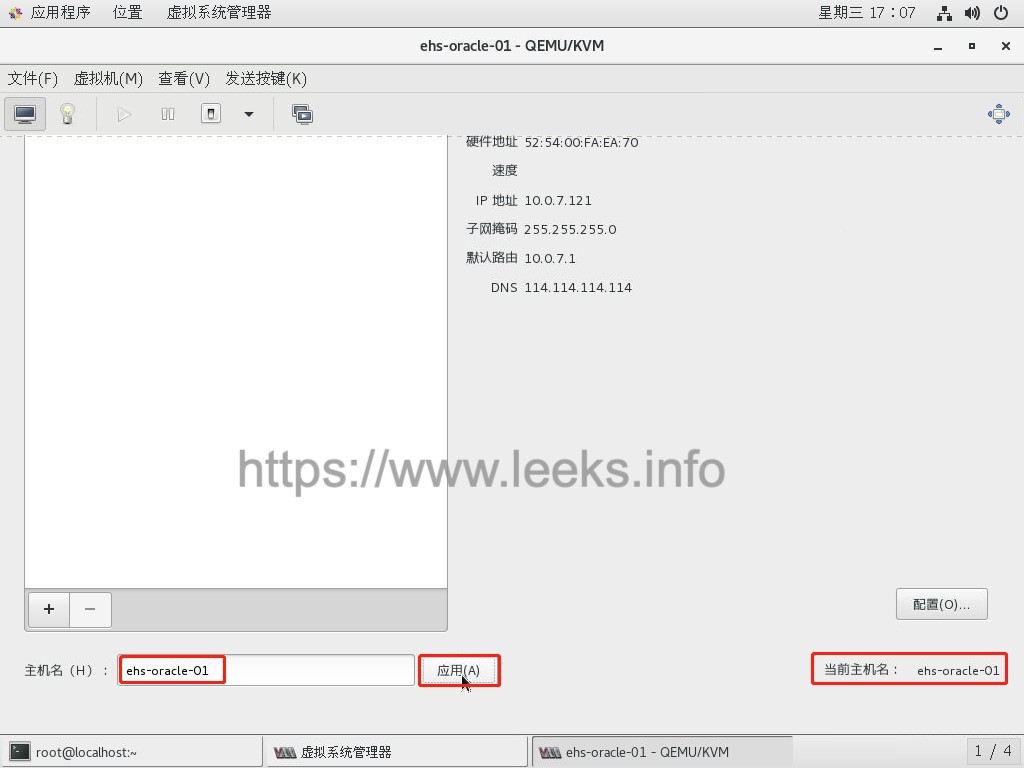 应用程序 位置 虚拟系统管理器 星期三 17:07
ehs-oracle-01 - QEMU/KVM
文件(F) 虚拟机(M) 查看(V) 发送按键(K)
硬件地址 52:54:00:FA:EA:70
速度
IP 地址 10.0.7.121
子网掩码 255.255.255.0
默认路由 10.0.7.1
DNS 114.114.114.114
https://www.leeks.info
+ −
配置(O)...
主机名（H）： ehs-oracle-01 应用(A) 当前主机名： ehs-oracle-01
root@localhost:~ 虚拟系统管理器 ehs-oracle-01 - QEMU/KVM 1 / 4